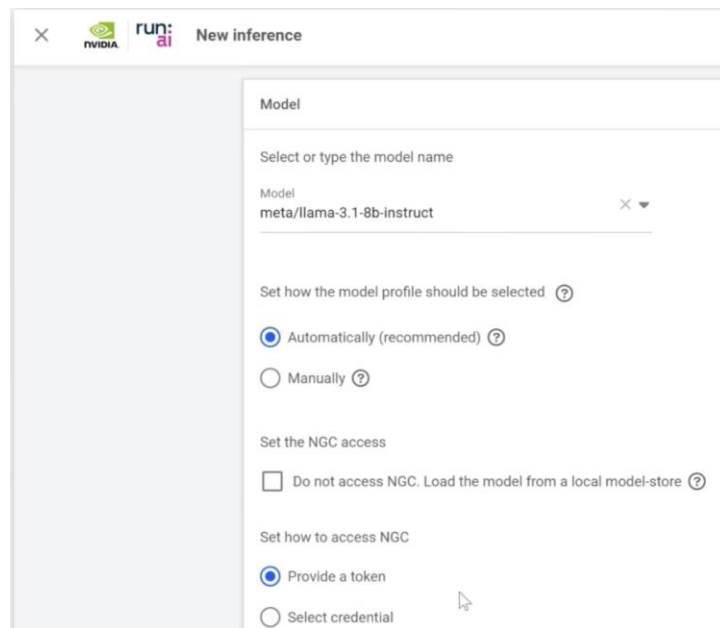 NVIDIA run:ai New inference
Model
Select or type the model name
Model
meta/llama-3.1-8b-instruct
Set how the model profile should be selected
Automatically (recommended)
Manually
Set the NGC access
Do not access NGC. Load the model from a local model-store
Set how to access NGC
Provide a token
Select credential